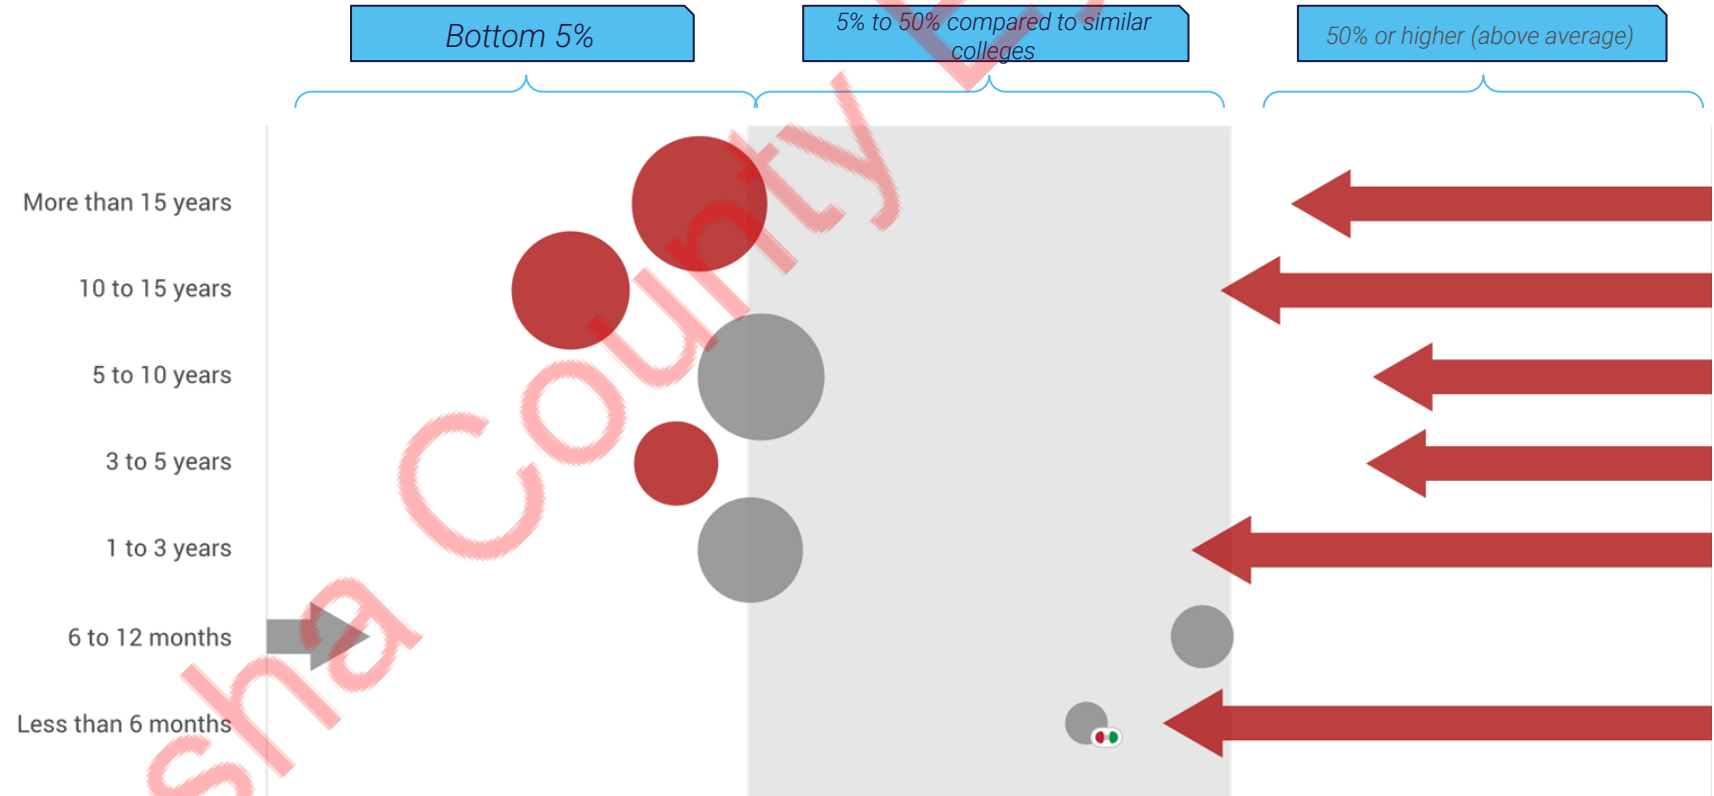 Bottom 5%
5% to 50% compared to similar
colleges
50% or higher (above average)
More than 15 years
10 to 15 years
5 to 10 years
3 to 5 years
1 to 3 years
6 to 12 months
Less than 6 months
sha County